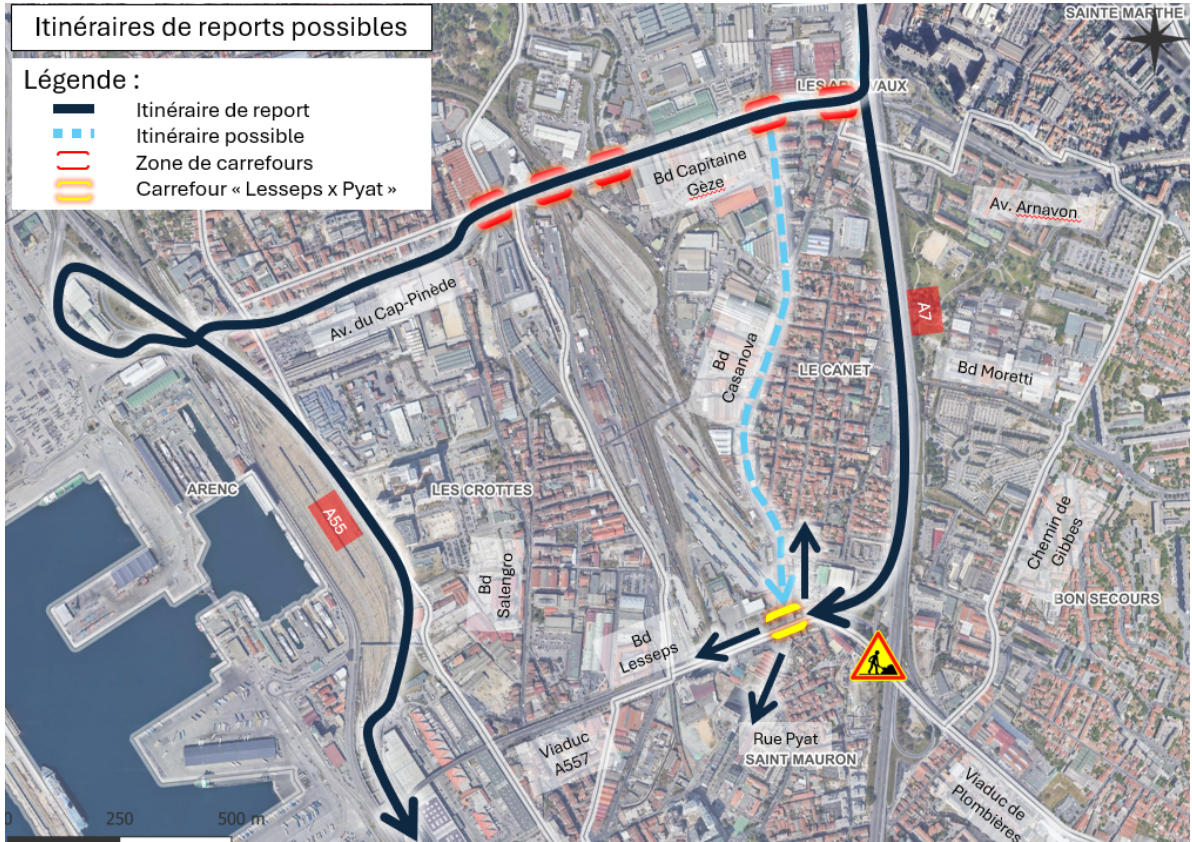 Itinéraires de reports possibles
Légende :
Itinéraire de report
Itinéraire possible
Zone de carrefours
Carrefour « Lesseps x Pyat »
SAINTE MARTHE
Bd Capitaine
Gèze
Av. Arnavon
Av. du Cap-Pinède
A7
Bd
Casanova
LE CANET
Bd Moretti
ARENC
LES CROTTES
A55
Chemin de
Gibbes
Bd
Salengro
BON SECOURS
Bd
Lesseps
Viaduc
A557
Rue Pyat
SAINT MAURON
Viaduc de
Plombières
0 250 500 m